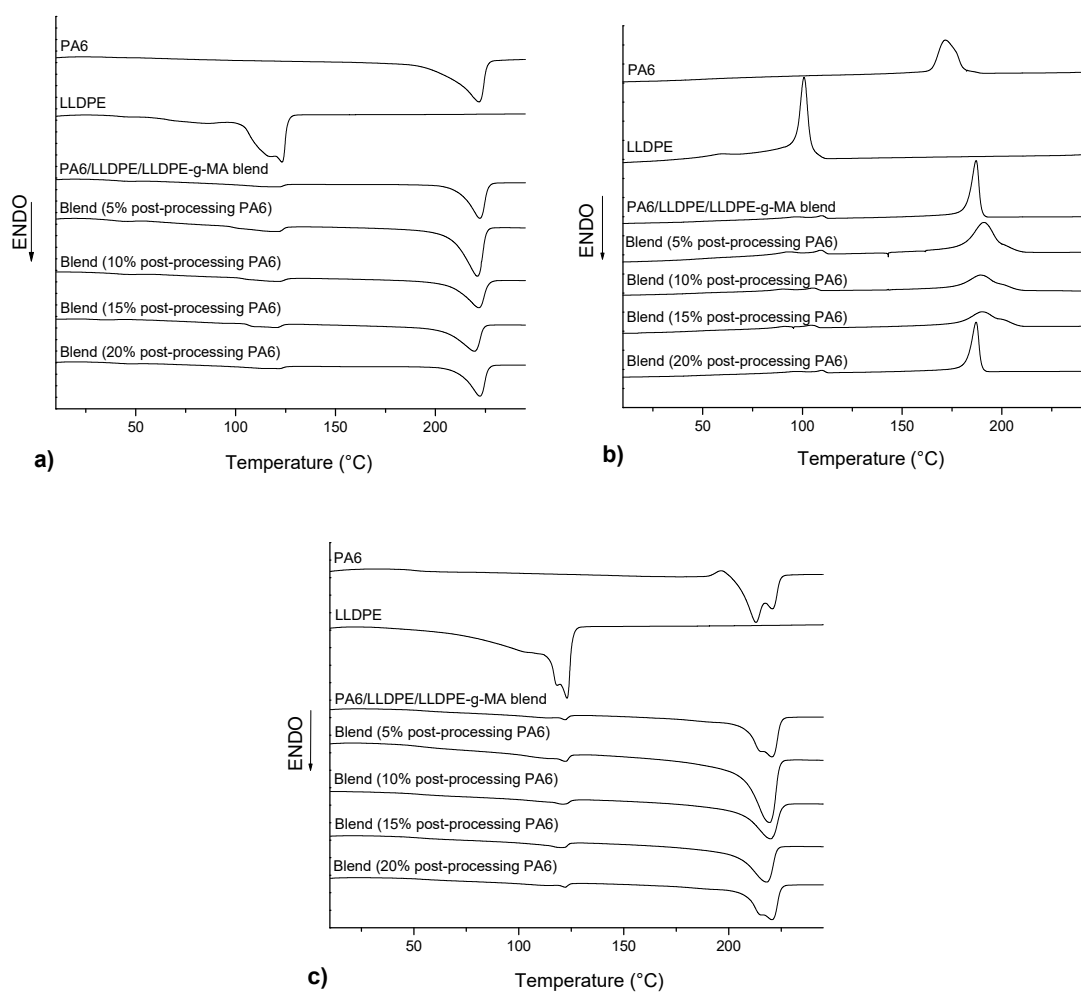 PA6
LLDPE
PA6/LLDPE/LLDPE-g-MA blend
Blend (5% post-processing PA6)
Blend (10% post-processing PA6)
Blend (15% post-processing PA6)
Blend (20% post-processing PA6)
ENDO
50 100 150 200
Temperature (°C)
a)
PA6
LLDPE
PA6/LLDPE/LLDPE-g-MA blend
Blend (5% post-processing PA6)
Blend (10% post-processing PA6)
Blend (15% post-processing PA6)
Blend (20% post-processing PA6)
ENDO
50 100 150 200
Temperature (°C)
b)
PA6
LLDPE
PA6/LLDPE/LLDPE-g-MA blend
Blend (5% post-processing PA6)
Blend (10% post-processing PA6)
Blend (15% post-processing PA6)
Blend (20% post-processing PA6)
ENDO
50 100 150 200
Temperature (°C)
c)